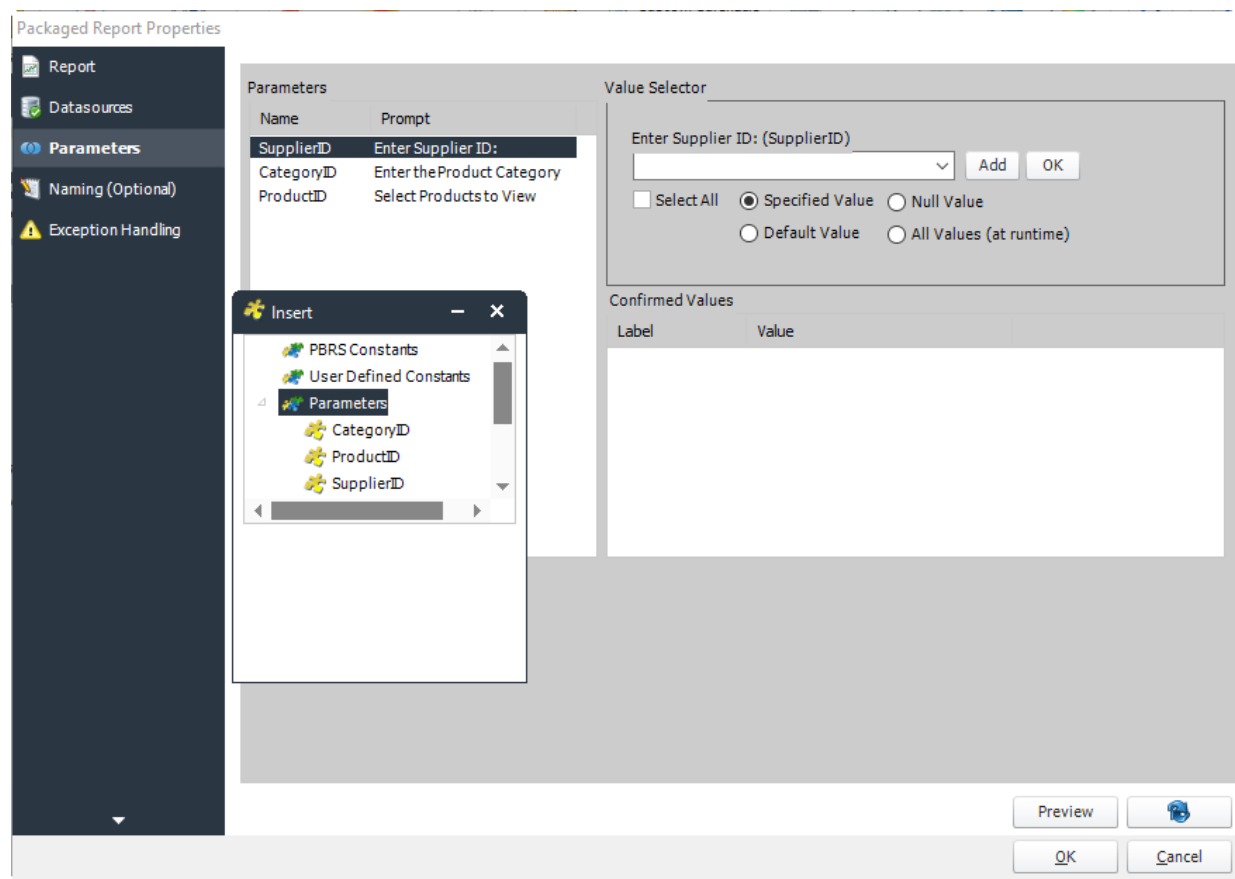 Packaged Report Properties
Report
Datasources
Parameters
Naming (Optional)
Exception Handling
Parameters
Name Prompt
SupplierID Enter Supplier ID:
CategoryID Enter the Product Category
ProductID Select Products to View
Value Selector
Enter Supplier ID: (SupplierID)
Add OK
Select All Specified Value Null Value
Default Value All Values (at runtime)
Confirmed Values
Label Value
Insert
PBRS Constants
User Defined Constants
Parameters
CategoryID
ProductID
SupplierID
Preview
OK Cancel